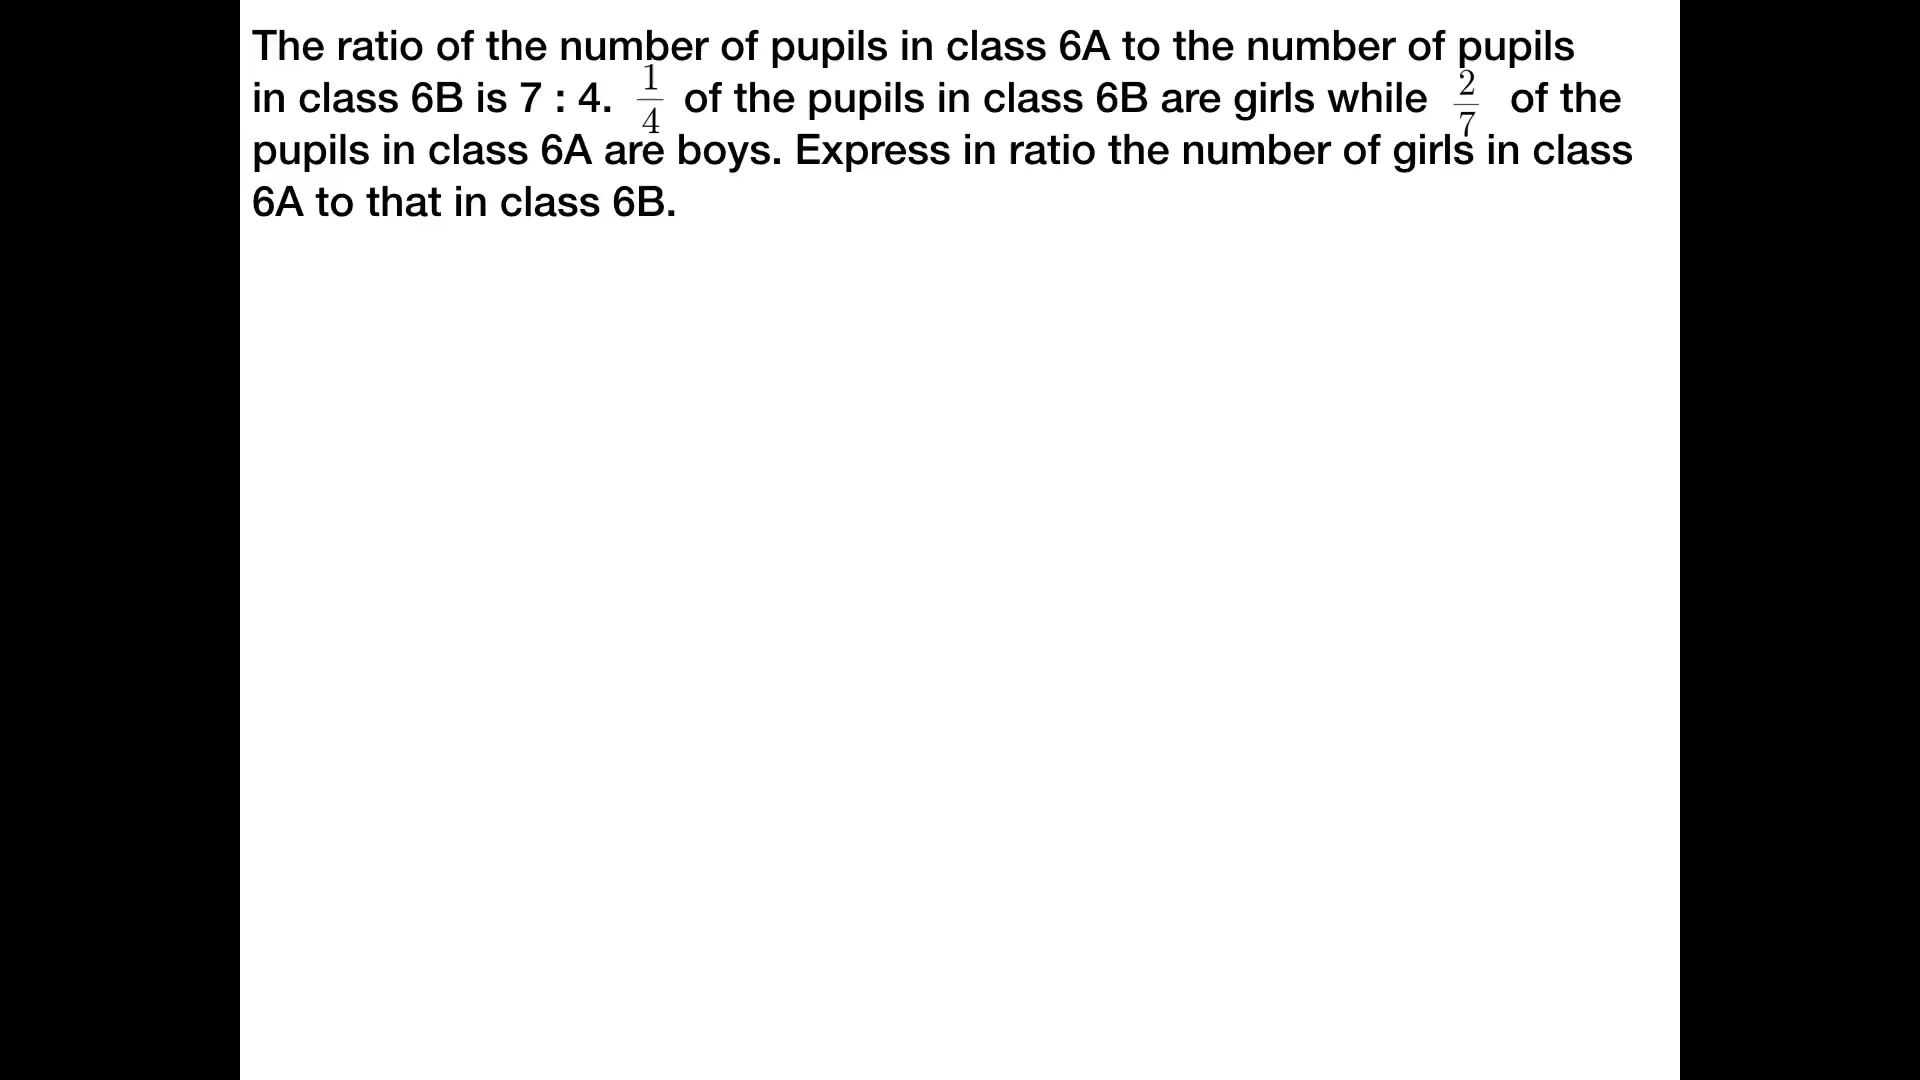 The ratio of the number of pupils in class 6A to the number of pupils
in class 6B is 7 : 4. 1/4 of the pupils in class 6B are girls while 2/7 of the
pupils in class 6A are boys. Express in ratio the number of girls in class
6A to that in class 6B.